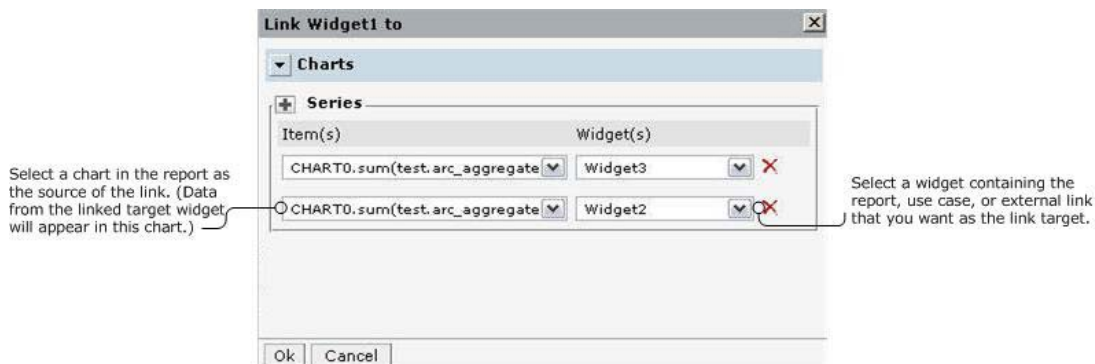 Link Widget1 to
Charts
Series
Item(s) Widget(s)
CHART0.sum(test.arc_aggregate Widget3
CHART0.sum(test.arc_aggregate Widget2
Select a chart in the report as
the source of the link. (Data
from the linked target widget
will appear in this chart.)
Select a widget containing the
report, use case, or external link
that you want as the link target.
Ok Cancel